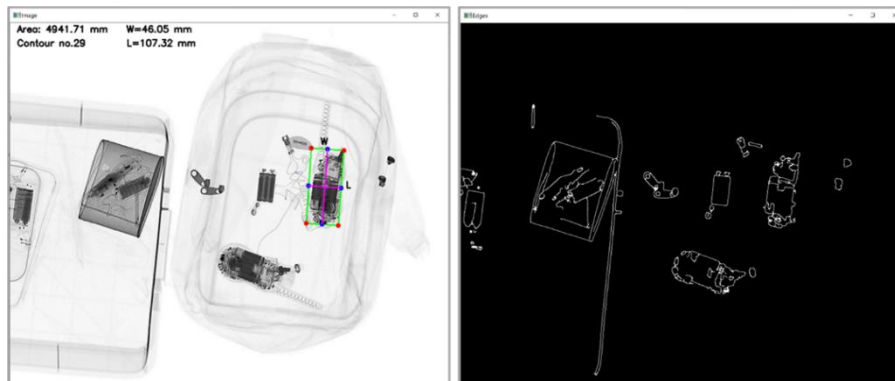 Image
Area: 4941.71 mm
W=46.05 mm
Contour no.29
L=107.32 mm
W
L
Edges